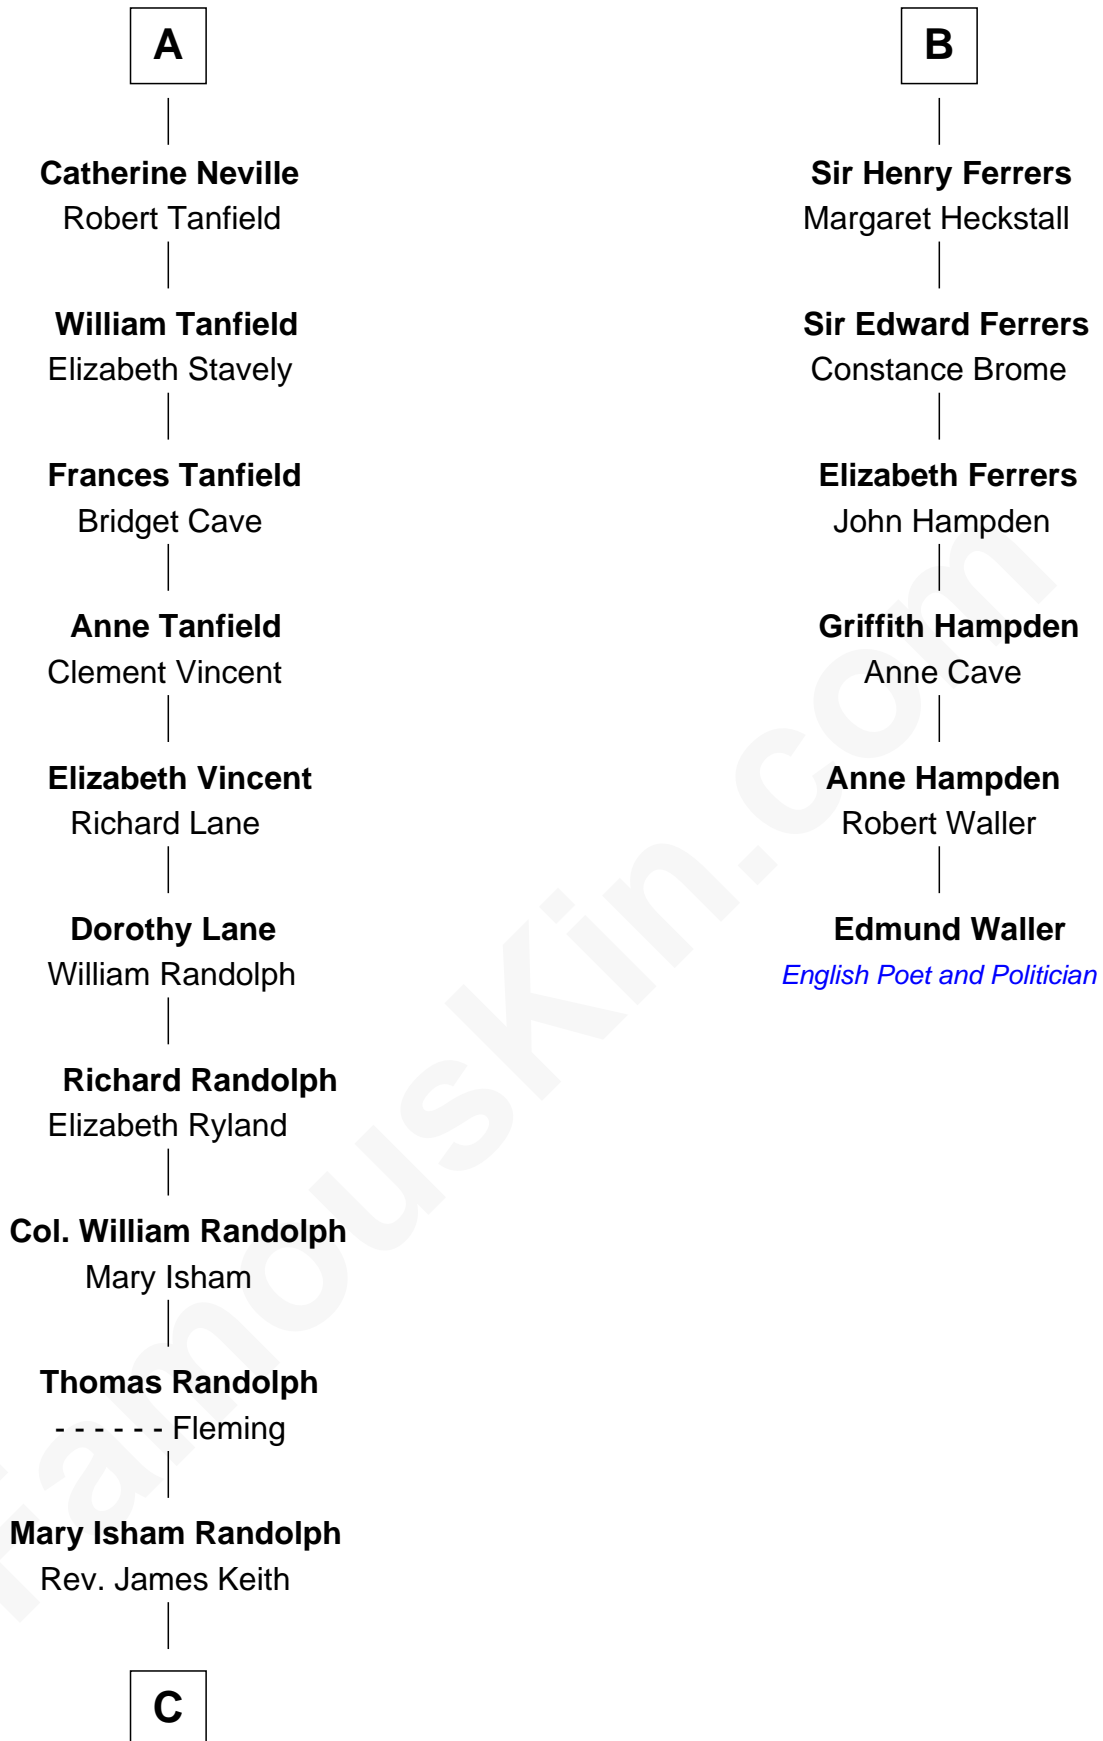 A
Catherine Neville
Robert Tanfield
William Tanfield
Elizabeth Stavely
Frances Tanfield
Bridget Cave
Anne Tanfield
Clement Vincent
Elizabeth Vincent
Richard Lane
Dorothy Lane
William Randolph
Richard Randolph
Elizabeth Ryland
Col. William Randolph
Mary Isham
Thomas Randolph
- - - - - - Fleming
Mary Isham Randolph
Rev. James Keith
C
B
Sir Henry Ferrers
Margaret Heckstall
Sir Edward Ferrers
Constance Brome
Elizabeth Ferrers
John Hampden
Griffith Hampden
Anne Cave
Anne Hampden
Robert Waller
Edmund Waller
English Poet and Politician
FamousKin.com